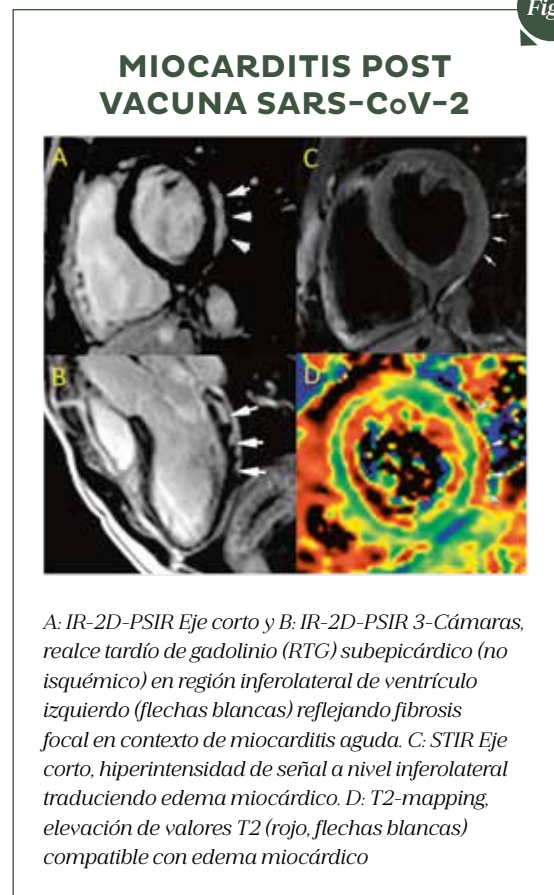 Fig
MIOCARDITIS POST
VACUNA SARS-CoV-2
A
C
B
D
A: IR-2D-PSIR Eje corto y B: IR-2D-PSIR 3-Cámaras,
realce tardío de gadolinio (RTG) subepicárdico (no
isquémico) en región inferolateral de ventrículo
izquierdo (flechas blancas) reflejando fibrosis
focal en contexto de miocarditis aguda. C: STIR Eje
corto, hiperintensidad de señal a nivel inferolateral
traduciendo edema miocárdico. D: T2-mapping,
elevación de valores T2 (rojo, flechas blancas)
compatible con edema miocárdico